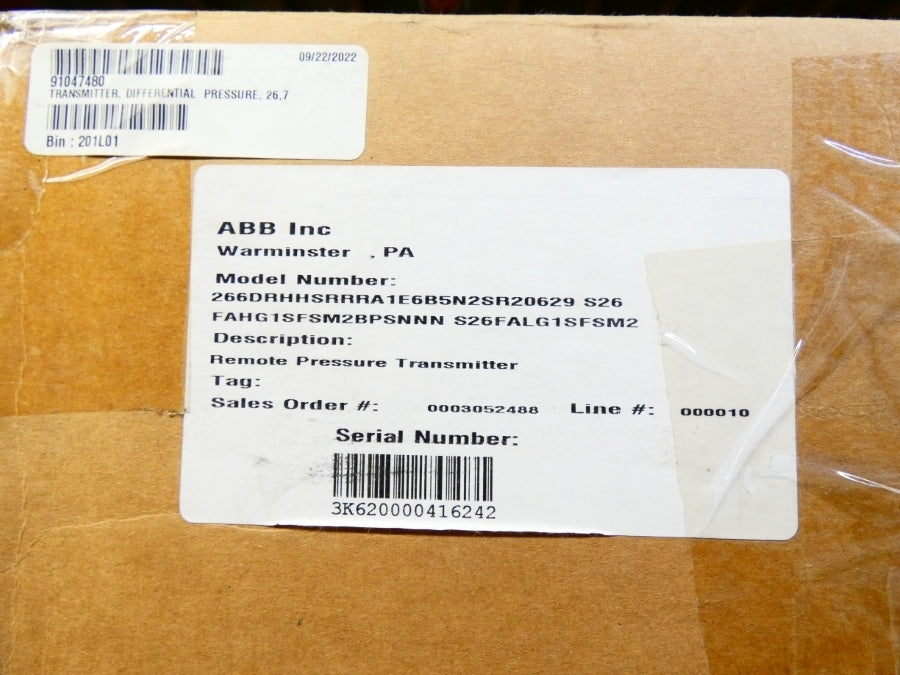 09/22/2022
91047480
TRANSMITTER, DIFFERENTIAL PRESSURE, 26,7
Bin : 201L01
ABB Inc
Warminster , PA
Model Number:
266DRHHSRRRA1E6B5N2SR20629 S26
FAHG1SFSM2BPSNNN S26FALG1SFSM2
Description:
Remote Pressure Transmitter
Tag:
Sales Order #: 0003052488 Line #: 000010
Serial Number:
3K620000416242